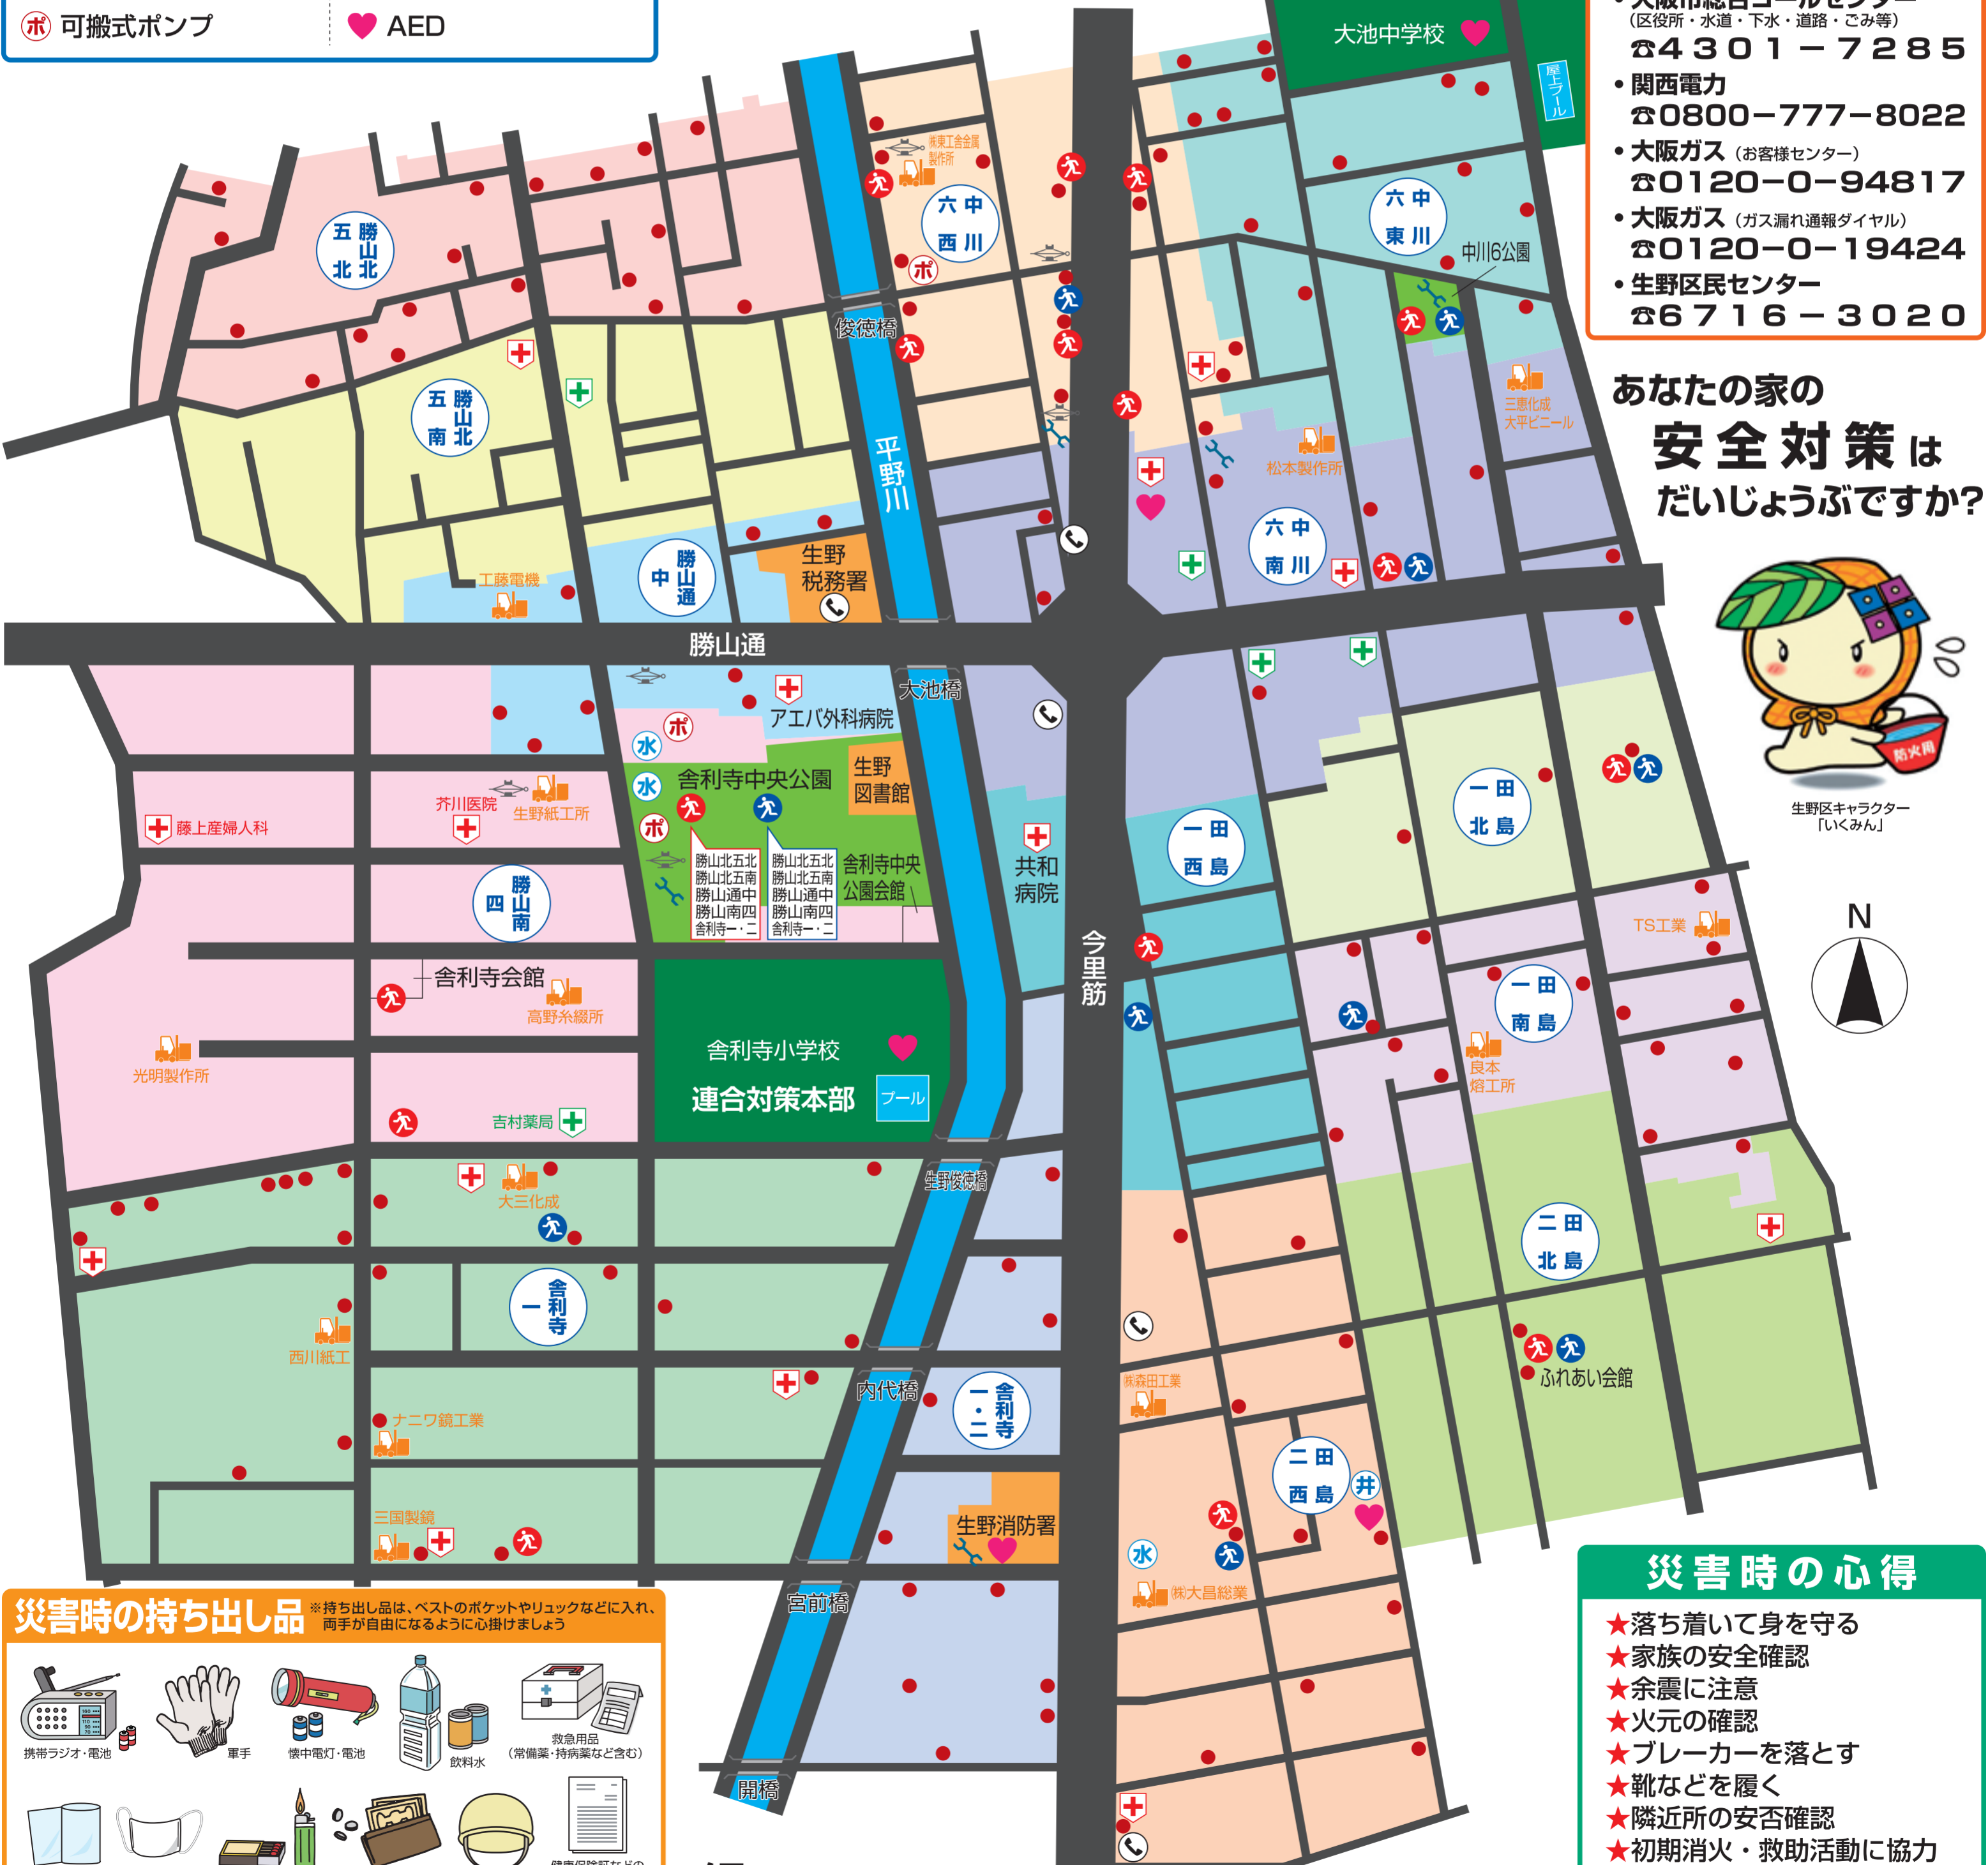 ポ 可搬式ポンプ
AED
大池中学校
屋上プール
(区役所・水道・下水・道路・ごみ等)
☎4301-7285
・関西電力
☎0800-777-8022
・大阪ガス(お客様センター)
☎0120-0-94817
・大阪ガス(ガス漏れ通報ダイヤル)
☎0120-0-19424
・生野区民センター
☎6716-3020
あなたの家の
安全対策は
だいじょうぶですか?
防火用
生野区キャラクター
「いくみん」
N
㈱東工舎金属
製作所
中川六西
中川六東
中川6公園
勝山北五北
ポ
俊徳橋
三恵化成
大平ビニール
勝山北五南
平野川
松本製作所
中川六南
勝山通中
生野
税務署
工藤電機
勝山通
大池橋
アエバ外科病院
ポ
水
水
舎利寺中央公園
生野
図書館
ポ
勝山北五北
勝山北五南
勝山通中
勝山南四
舎利寺一・二
勝山北五北
勝山北五南
勝山通中
勝山南四
舎利寺一・二
舎利寺中央
公園会館
芥川医院
生野紙工所
藤上産婦人科
勝山南四
共和
病院
田島一西
田島一北
今里筋
TS工業
田島一南
舎利寺会館
高野糸綴所
光明製作所
舎利寺小学校
連合対策本部
プール
良本
熔工所
吉村薬局
大三化成
生野俊徳橋
田島二北
舎利寺一
西川紙工
内代橋
舎利寺一・二
㈱森田工業
ふれあい会館
ナニワ鏡工業
田島二西
井
三国製鏡
生野消防署
水
㈱大昌総業
宮前橋
開橋
災害時の持ち出し品
※持ち出し品は、ベストのポケットやリュックなどに入れ、
両手が自由になるように心掛けましょう
携帯ラジオ・電池
軍手
懐中電灯・電池
飲料水
救急用品
(常備薬・持病薬など含む)
災害時の心得
★落ち着いて身を守る
★家族の安全確認
★余震に注意
★火元の確認
★ブレーカーを落とす
★靴などを履く
★隣近所の安否確認
★初期消火・救助活動に協力